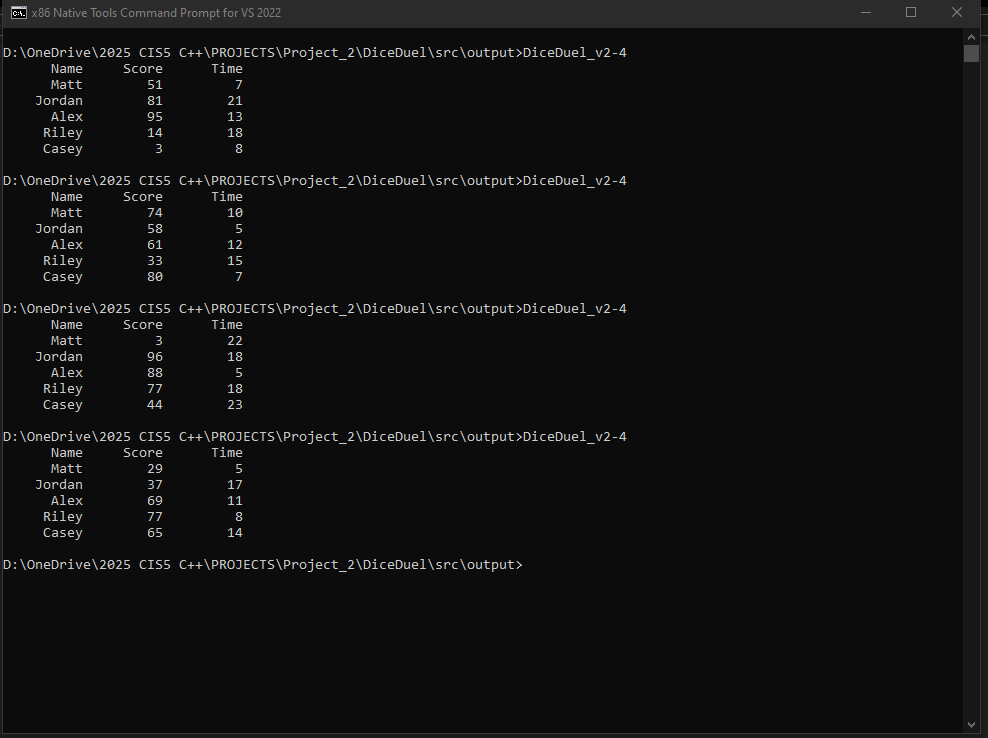 x86 Native Tools Command Prompt for VS 2022
D:\OneDrive\2025 CIS5 C++\PROJECTS\Project_2\DiceDuel\src\output>DiceDuel_v2-4
      Name     Score      Time
      Matt        51         7
    Jordan        81        21
      Alex        95        13
     Riley        14        18
     Casey         3         8
D:\OneDrive\2025 CIS5 C++\PROJECTS\Project_2\DiceDuel\src\output>DiceDuel_v2-4
      Name     Score      Time
      Matt        74        10
    Jordan        58         5
      Alex        61        12
     Riley        33        15
     Casey        80         7
D:\OneDrive\2025 CIS5 C++\PROJECTS\Project_2\DiceDuel\src\output>DiceDuel_v2-4
      Name     Score      Time
      Matt         3        22
    Jordan        96        18
      Alex        88         5
     Riley        77        18
     Casey        44        23
D:\OneDrive\2025 CIS5 C++\PROJECTS\Project_2\DiceDuel\src\output>DiceDuel_v2-4
      Name     Score      Time
      Matt        29         5
    Jordan        37        17
      Alex        69        11
     Riley        77         8
     Casey        65        14
D:\OneDrive\2025 CIS5 C++\PROJECTS\Project_2\DiceDuel\src\output>